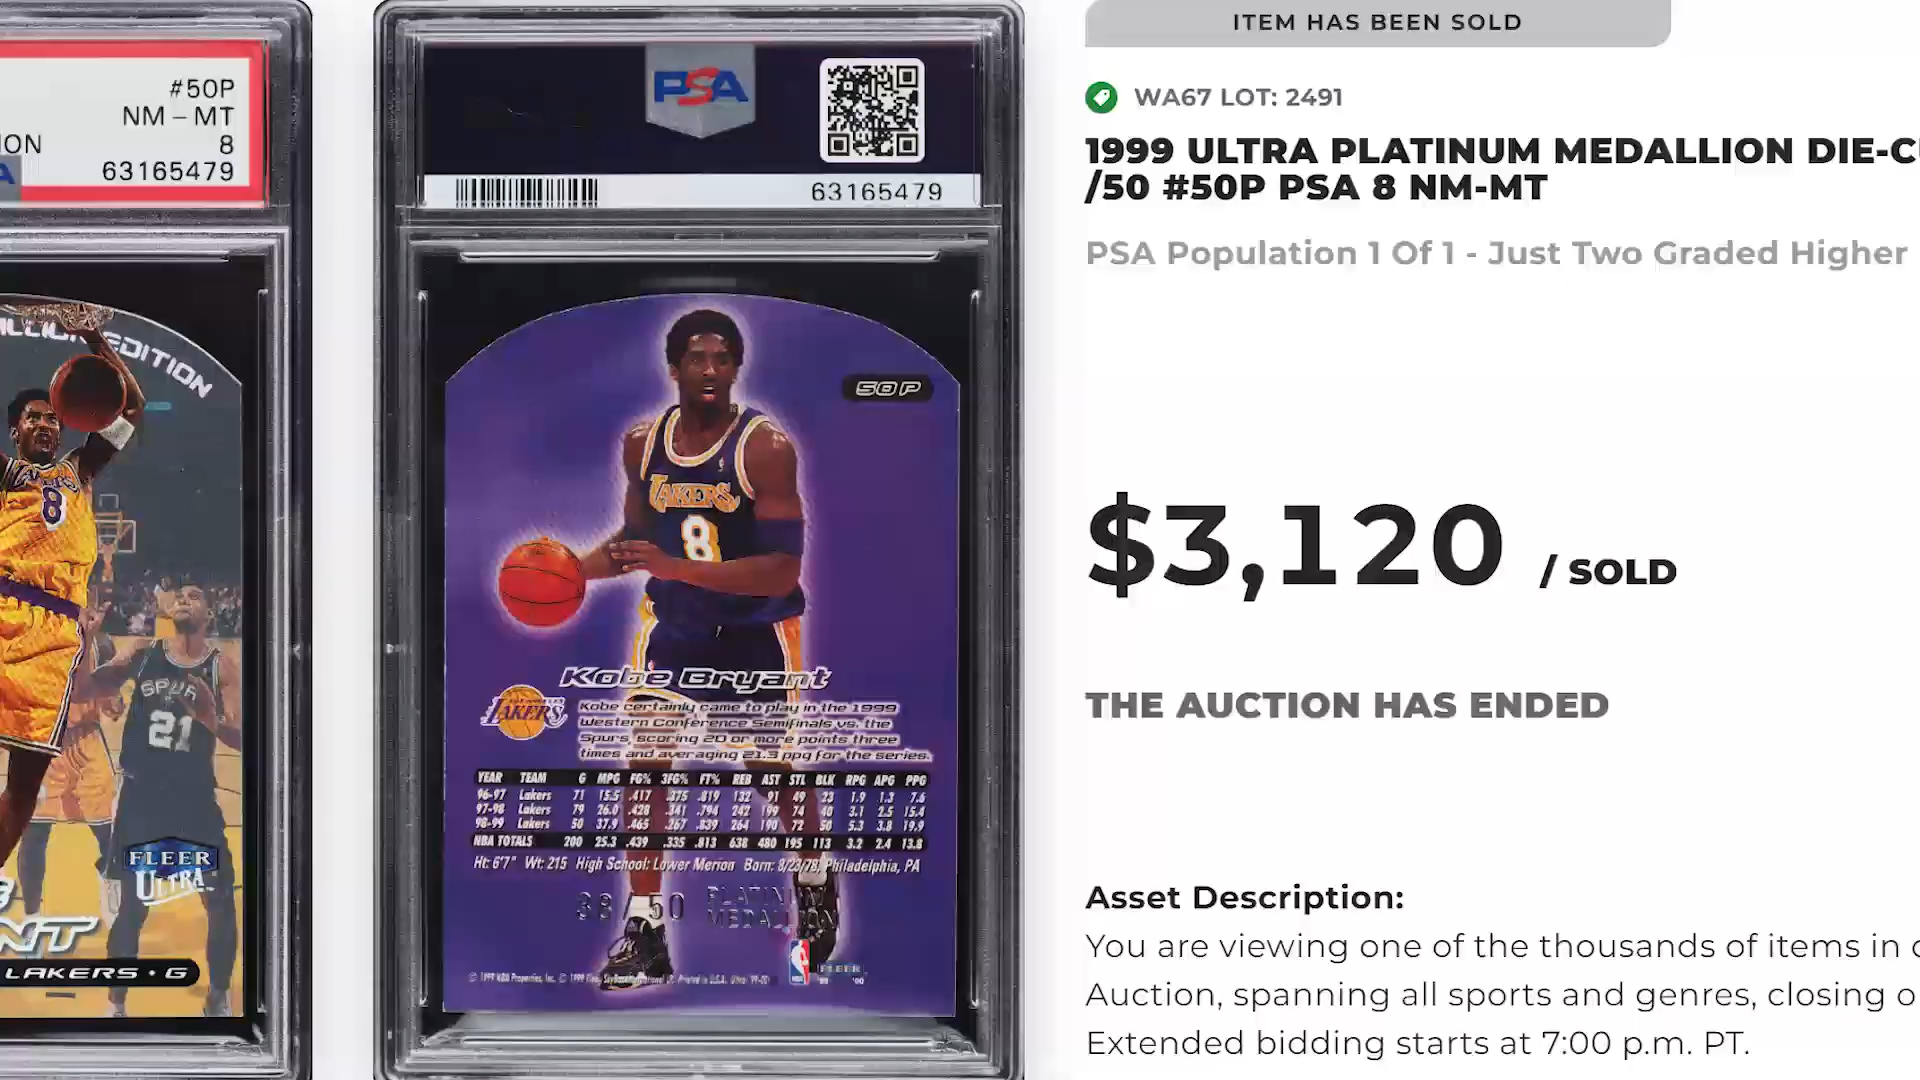 #50P
NM – MT
ION 8
63165479
EDITION
8
SPUR
21
FLEER
ULTRA
NT
LAKERS · G
PSA
63165479
50P
LAKERS
8
Kobe Bryant
LAKERS
Kobe certainly came to play in the 1999
Western Conference Semifinals vs. the
Spurs, scoring 20 or more points three
times and averaging 21.3 ppg for the series.
YEAR TEAM G MPG FG% 3FG% FT% REB AST STL BLK RPG APG PPG
96-97 Lakers 71 15.5 .417 .375 .819 132 91 49 23 1.9 1.3 7.6
97-98 Lakers 79 26.0 .428 .341 .794 242 199 74 40 3.1 2.5 15.4
98-99 Lakers 50 37.9 .465 .267 .839 264 190 72 50 5.3 3.8 19.9
NBA TOTALS 200 25.3 .439 .335 .813 638 480 195 113 3.2 2.4 13.8
Ht: 6'7" Wt: 215 High School: Lower Merion Born: 8/23/78, Philadelphia, PA
38/50 PLATINUM
MEDALLION
FLEER
ITEM HAS BEEN SOLD
WA67 LOT: 2491
1999 ULTRA PLATINUM MEDALLION DIE-CU
/50 #50P PSA 8 NM-MT
PSA Population 1 Of 1 - Just Two Graded Higher
$3,120 / SOLD
THE AUCTION HAS ENDED
Asset Description:
You are viewing one of the thousands of items in
Auction, spanning all sports and genres, closing o
Extended bidding starts at 7:00 p.m. PT.